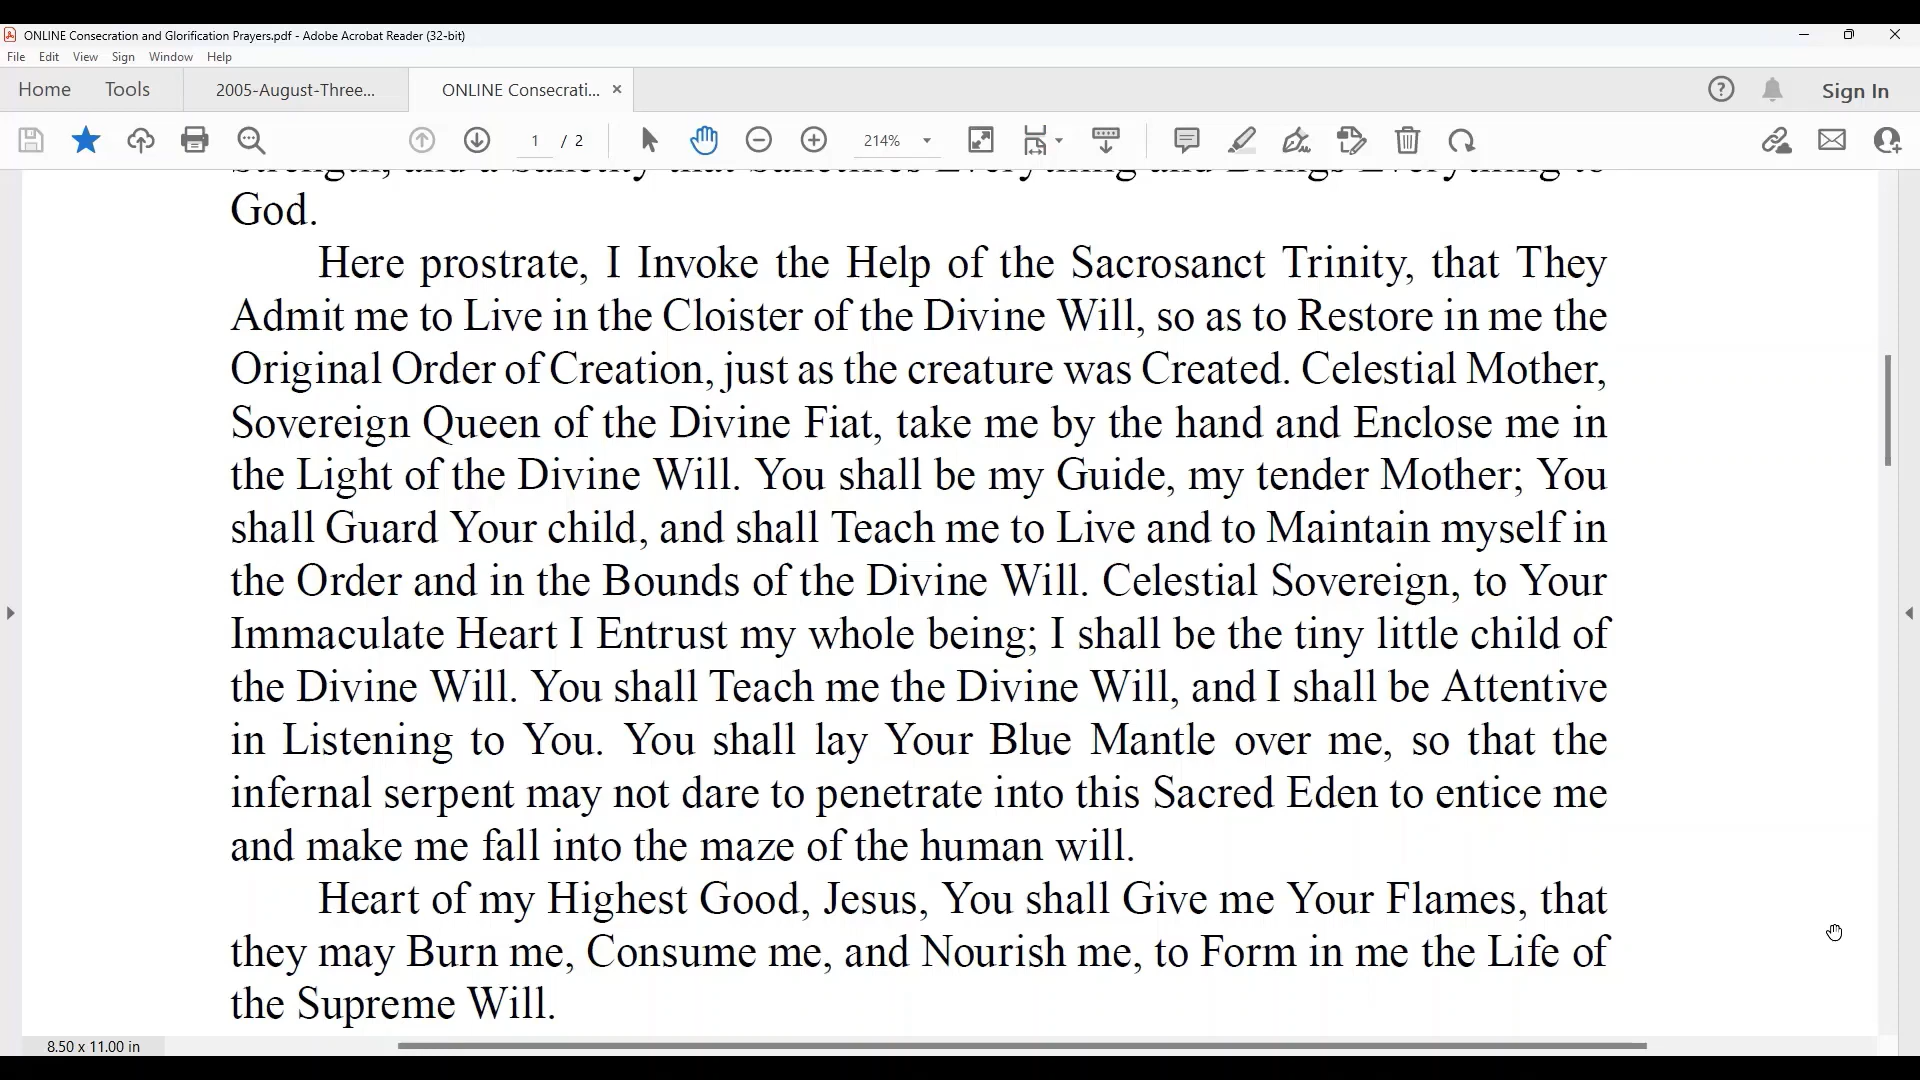 ONLINE Consecration and Glorification Prayers.pdf - Adobe Acrobat Reader (32-bit)
File Edit View Sign Window Help
Home Tools 2005-August-Three... ONLINE Consecrati... × Sign In
1 / 2 214%
Strength, and a Sanctity that Sanctifies Everything and Brings Everything to
God.
Here prostrate, I Invoke the Help of the Sacrosanct Trinity, that They
Admit me to Live in the Cloister of the Divine Will, so as to Restore in me the
Original Order of Creation, just as the creature was Created. Celestial Mother,
Sovereign Queen of the Divine Fiat, take me by the hand and Enclose me in
the Light of the Divine Will. You shall be my Guide, my tender Mother; You
shall Guard Your child, and shall Teach me to Live and to Maintain myself in
the Order and in the Bounds of the Divine Will. Celestial Sovereign, to Your
Immaculate Heart I Entrust my whole being; I shall be the tiny little child of
the Divine Will. You shall Teach me the Divine Will, and I shall be Attentive
in Listening to You. You shall lay Your Blue Mantle over me, so that the
infernal serpent may not dare to penetrate into this Sacred Eden to entice me
and make me fall into the maze of the human will.
Heart of my Highest Good, Jesus, You shall Give me Your Flames, that
they may Burn me, Consume me, and Nourish me, to Form in me the Life of
the Supreme Will.
8.50 x 11.00 in